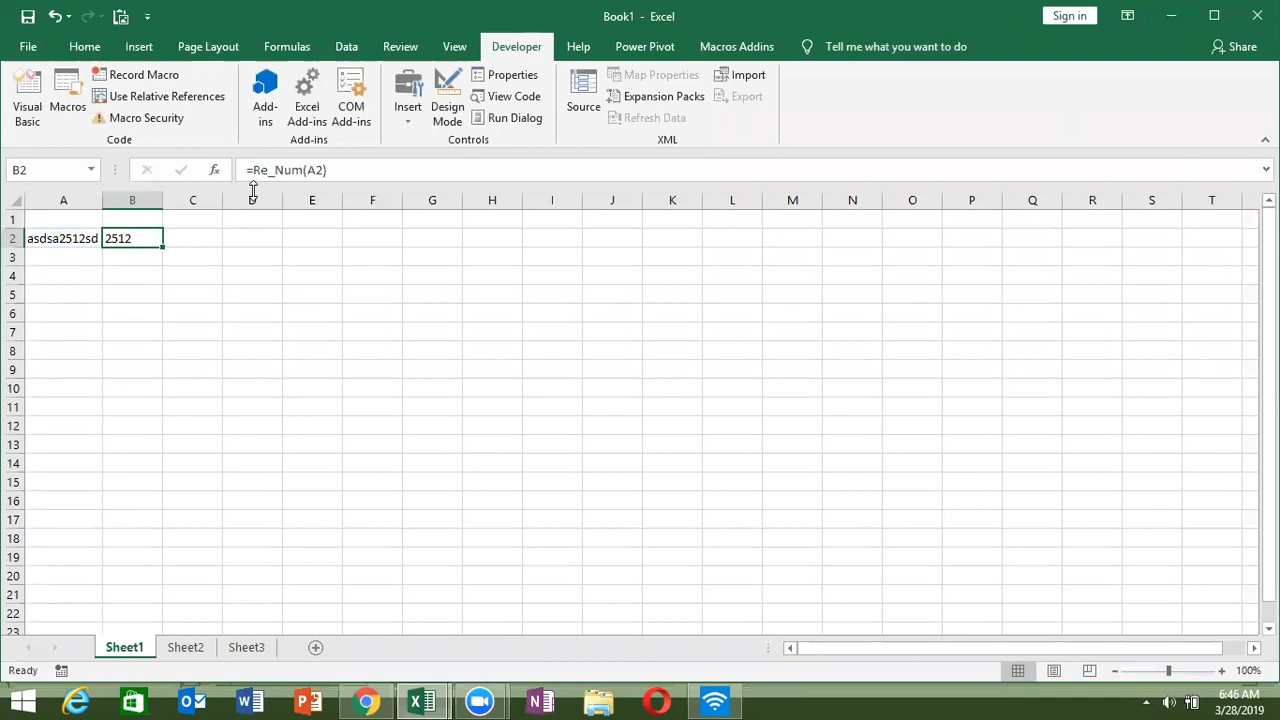 Book1 - Excel
Sign in
File Home Insert Page Layout Formulas Data Review View Developer Help Power Pivot Macros Addins Tell me what you want to do Share
Visual Basic
Macros
Record Macro
Use Relative References
Macro Security
Code
Add-ins
Excel Add-ins
COM Add-ins
Add-ins
Insert
Design Mode
Properties
View Code
Run Dialog
Controls
Source
Map Properties
Expansion Packs
Refresh Data
Import
Export
XML
B2 fx =Re_Num(A2)
A B C D E F G H I J K L M N O P Q R S T
1
2 asdsa2512sd 2512
3
4
5
6
7
8
9
10
11
12
13
14
15
16
17
18
19
20
21
22
23
Sheet1 Sheet2 Sheet3
Ready 100%
6:46 AM
3/28/2019